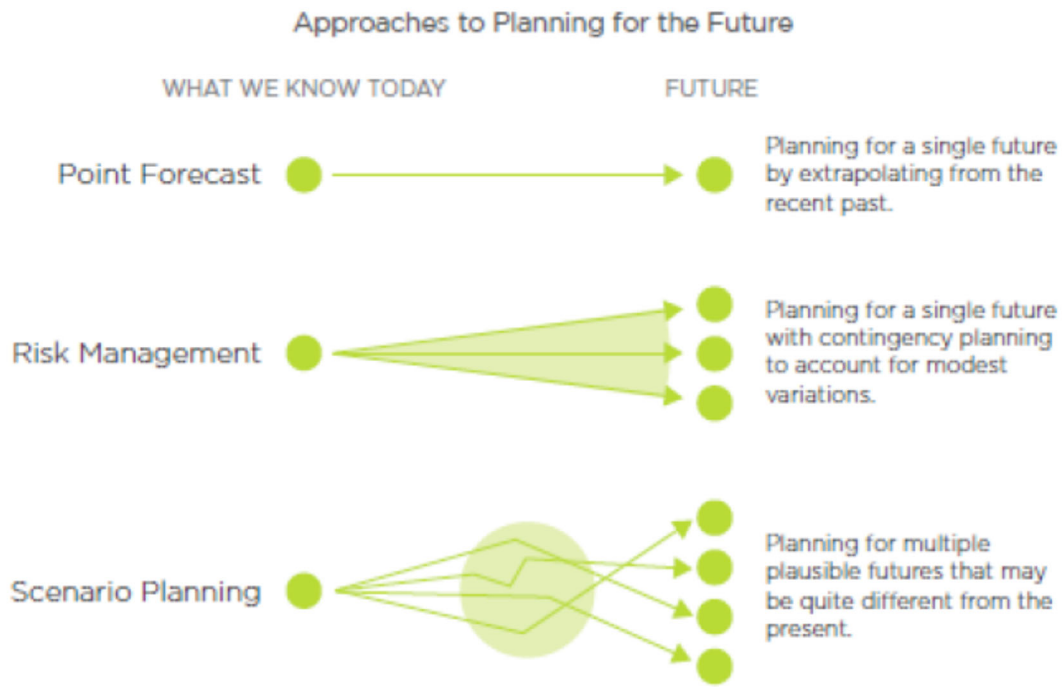 Approaches to Planning for the Future
WHAT WE KNOW TODAY
FUTURE
Point Forecast
Planning for a single future
by extrapolating from the
recent past.
Risk Management
Planning for a single future
with contingency planning
to account for modest
variations.
Scenario Planning
Planning for multiple
plausible futures that may
be quite different from the
present.